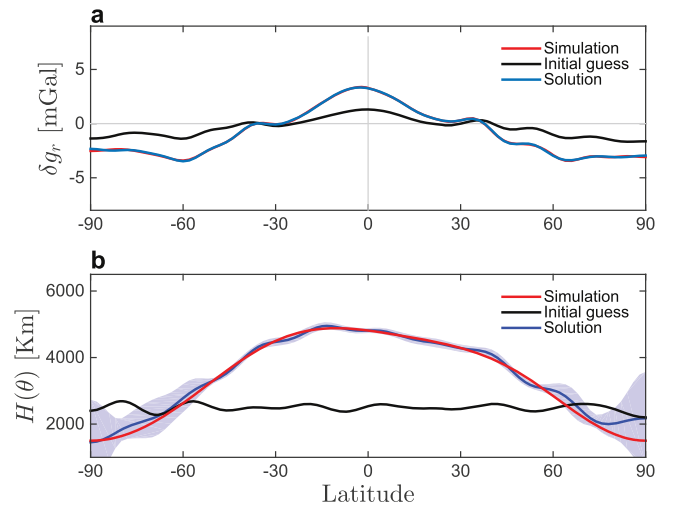 a
Simulation
Initial guess
Solution
δg_r [mGal]
5
0
-5
-90 -60 -30 0 30 60 90
b
Simulation
Initial guess
Solution
H(θ) [Km]
6000
4000
2000
-90 -60 -30 0 30 60 90
Latitude